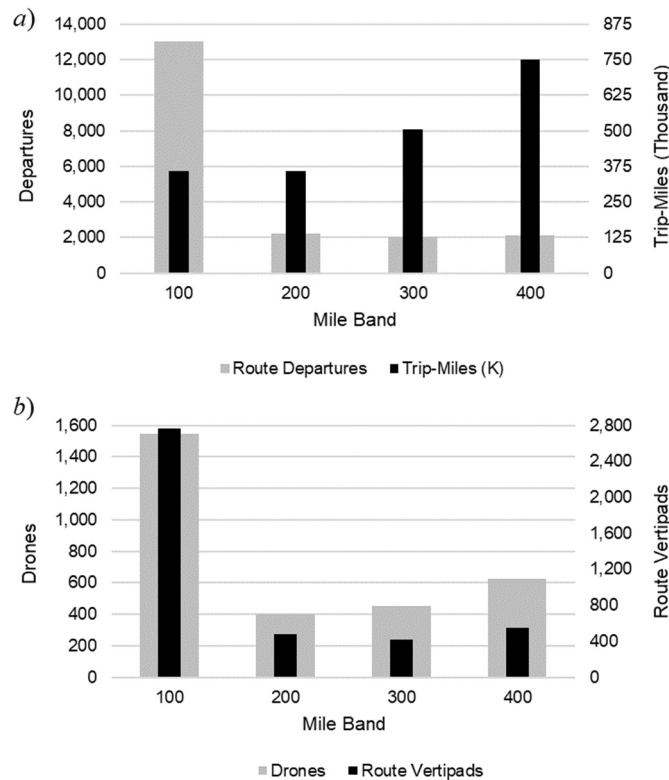 a)
14,000
12,000
10,000
8,000
6,000
4,000
2,000
0
Departures
875
750
625
500
375
250
125
0
Trip-Miles (Thousand)
100 200 300 400
Mile Band
Route Departures Trip-Miles (K)
b)
1,600
1,400
1,200
1,000
800
600
400
200
0
Drones
2,800
2,400
2,000
1,600
1,200
800
400
0
Route Vertipads
100 200 300 400
Mile Band
Drones Route Vertipads